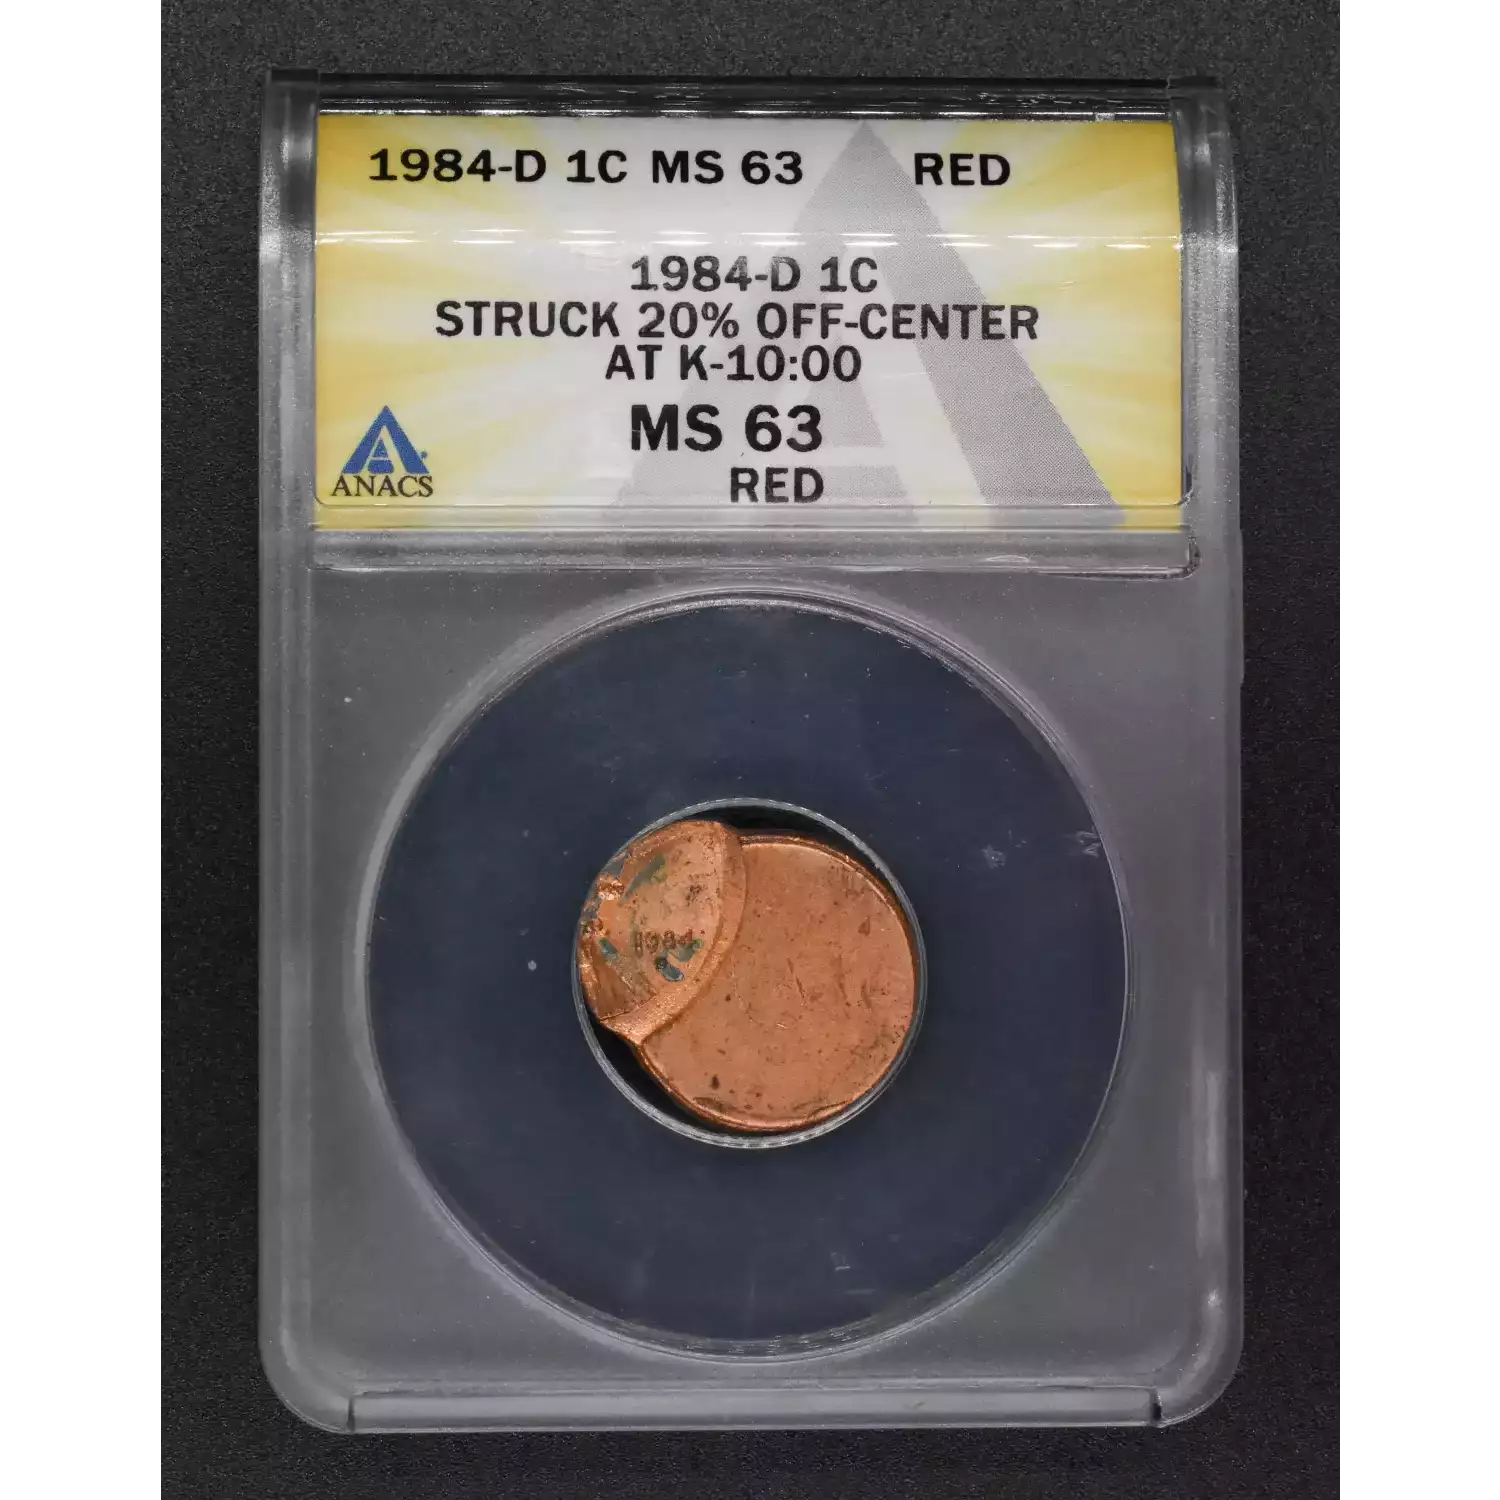 1984-D 1C MS 63 RED
1984-D 1C
STRUCK 20% OFF-CENTER
AT K-10:00
MS 63
RED
ANACS
1984
D